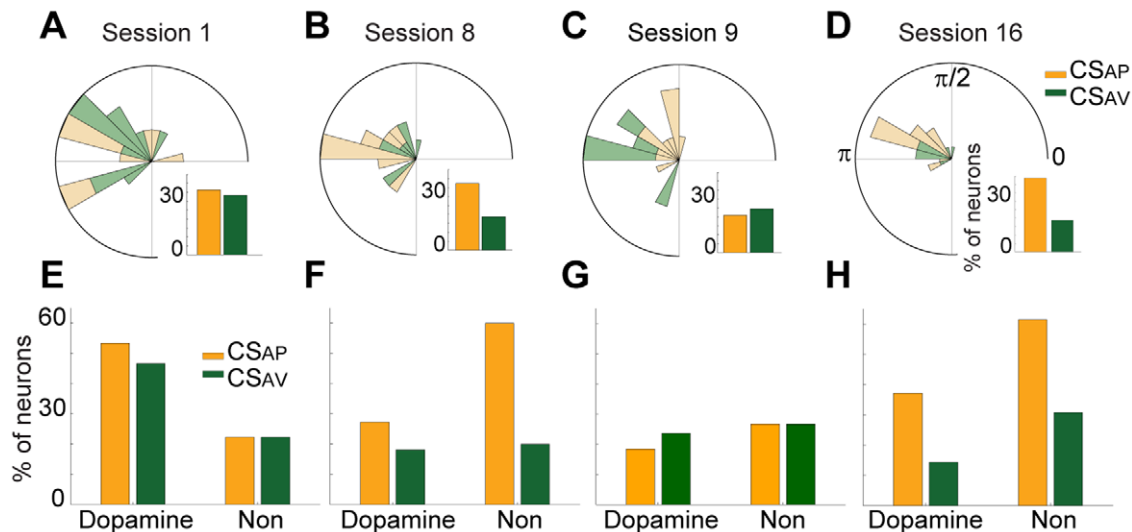 A Session 1
B Session 8
C Session 9
D Session 16
π/2
π
0
CSAP
CSAV
30
0
30
0
30
0
30
0
% of neurons
E
F
G
H
% of neurons
60
30
0
CSAP
CSAV
Dopamine Non
Dopamine Non
Dopamine Non
Dopamine Non